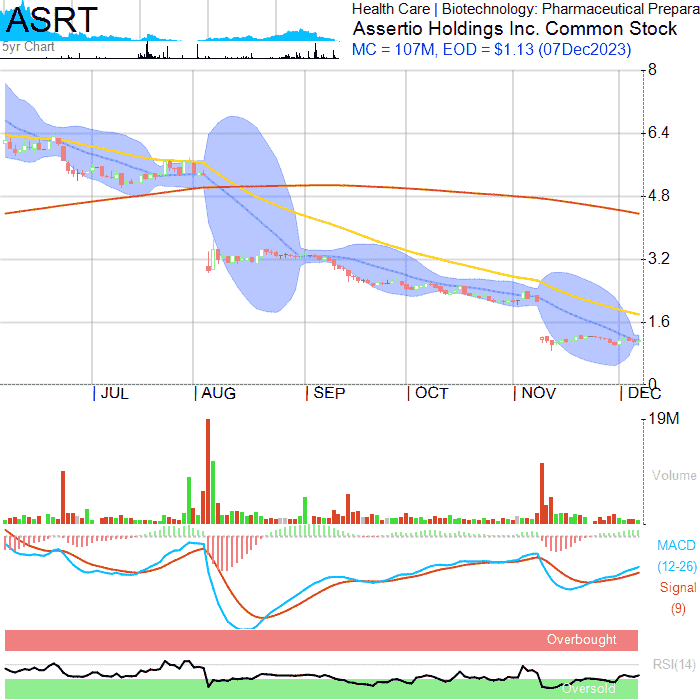 ASRT
5yr Chart
Health Care | Biotechnology: Pharmaceutical Prepara
Assertio Holdings Inc. Common Stock
MC = 107M, EOD = $1.13 (07Dec2023)
8
6.4
4.8
3.2
1.6
0
JUL AUG SEP OCT NOV DEC
19M
Volume
MACD
(12-26)
Signal
(9)
Overbought
RSI(14)
Oversold